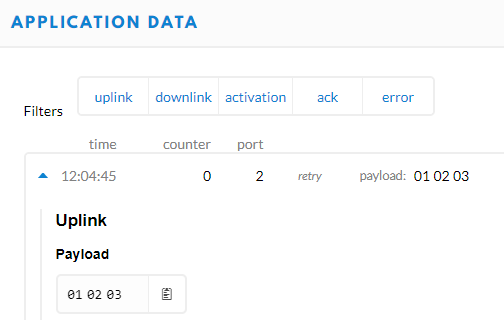 APPLICATION DATA
Filters uplink downlink activation ack error
time counter port
12:04:45 0 2 retry payload: 01 02 03
Uplink
Payload
01 02 03